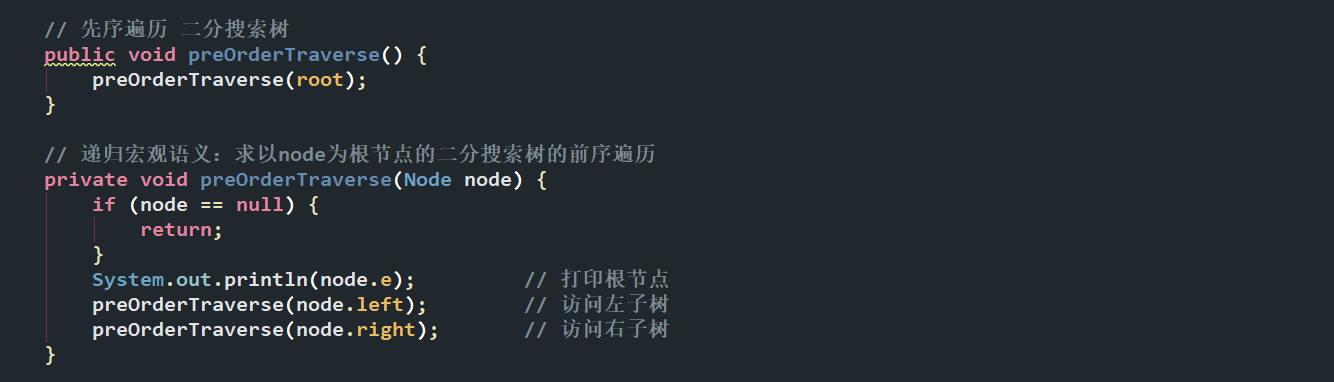 // 先序遍历 二分搜索树
public void preOrderTraverse() {
    preOrderTraverse(root);
}

// 递归宏观语义：求以node为根节点的二分搜索树的前序遍历
private void preOrderTraverse(Node node) {
    if (node == null) {
        return;
    }
    System.out.println(node.e);         // 打印根节点
    preOrderTraverse(node.left);        // 访问左子树
    preOrderTraverse(node.right);       // 访问右子树
}